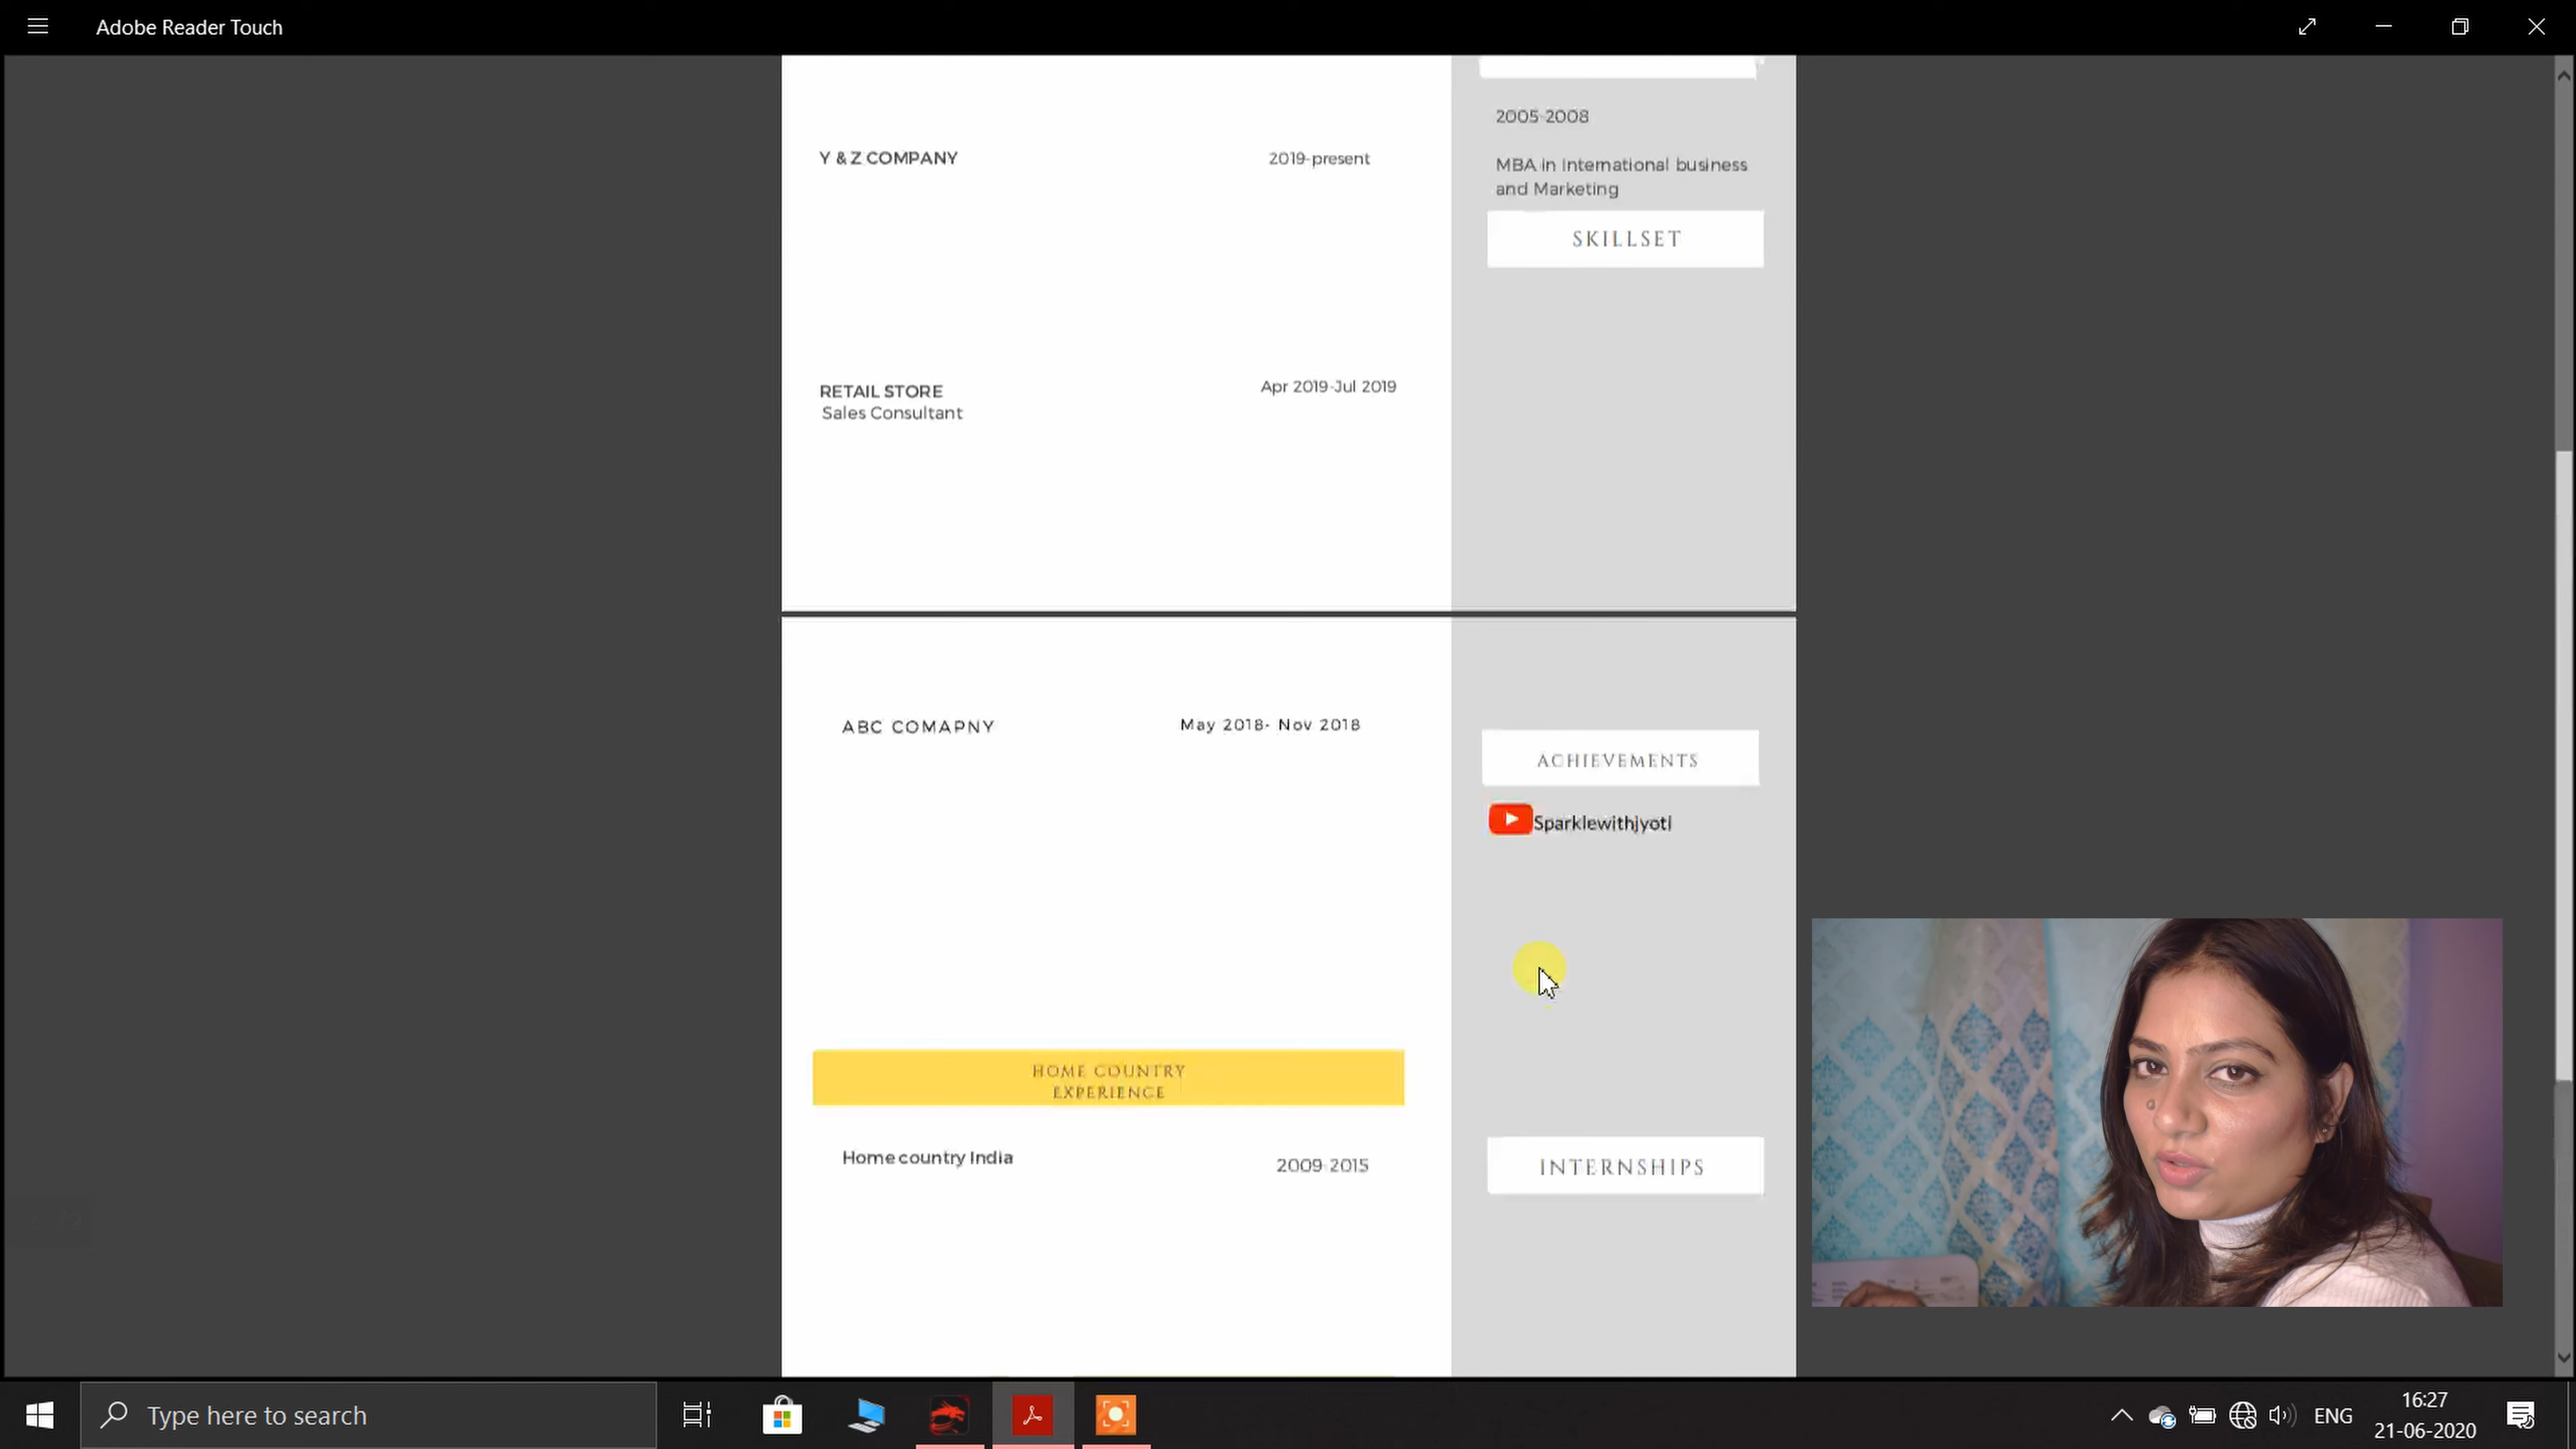 Adobe Reader Touch
Y & Z COMPANY
2019-present
RETAIL STORE
Sales Consultant
Apr 2019-Jul 2019
2005-2008
MBA in International business
and Marketing
SKILLSET
ABC COMAPNY
May 2018- Nov 2018
HOME COUNTRY
EXPERIENCE
Home country India
2009-2015
ACHIEVEMENTS
Sparklewithjyoti
INTERNSHIPS
Type here to search
ENG
16:27
21-06-2020